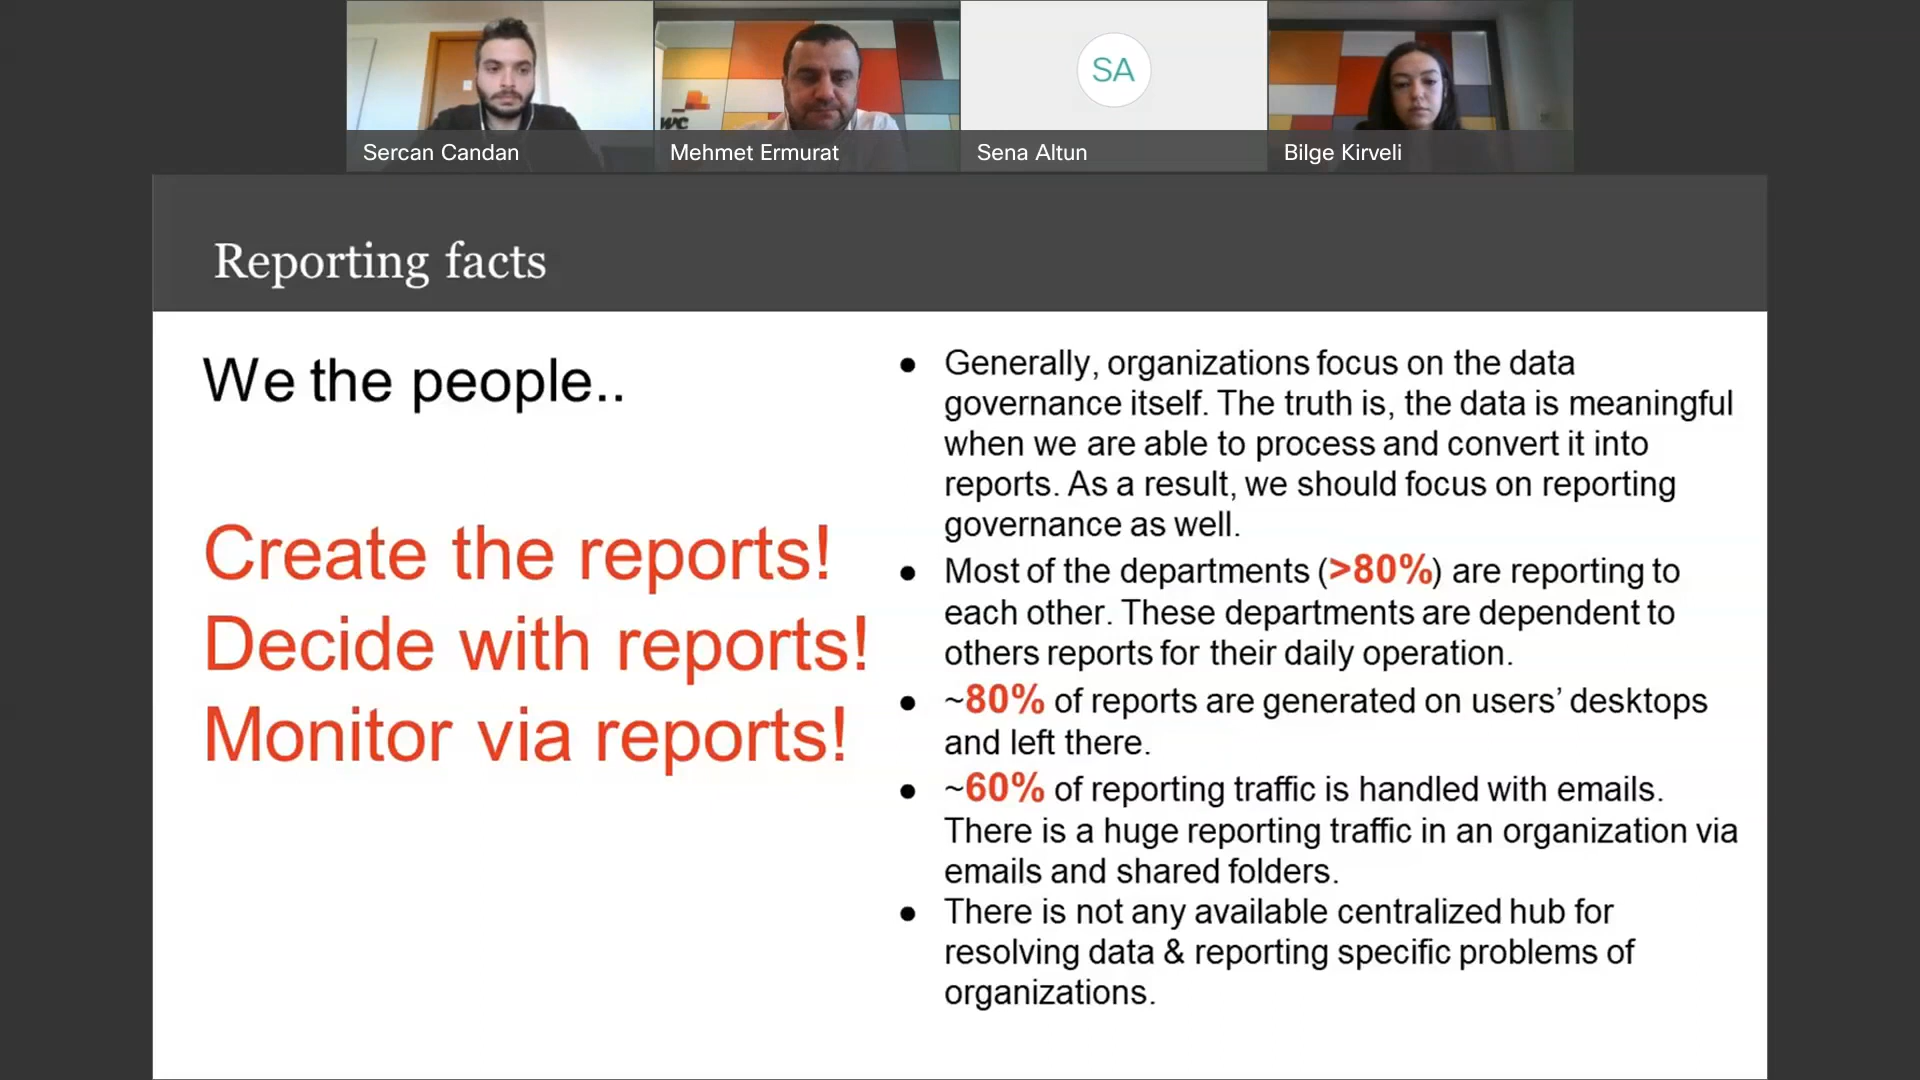 SA
wc
Sercan Candan
Mehmet Ermurat
Sena Altun
Bilge Kirveli
Reporting facts
We the people..
Create the reports!
Decide with reports!
Monitor via reports!
● Generally, organizations focus on the data
governance itself. The truth is, the data is meaningful
when we are able to process and convert it into
reports. As a result, we should focus on reporting
governance as well.
● Most of the departments (>80%) are reporting to
each other. These departments are dependent to
others reports for their daily operation.
● ~80% of reports are generated on users’ desktops
and left there.
● ~60% of reporting traffic is handled with emails.
There is a huge reporting traffic in an organization via
emails and shared folders.
● There is not any available centralized hub for
resolving data & reporting specific problems of
organizations.